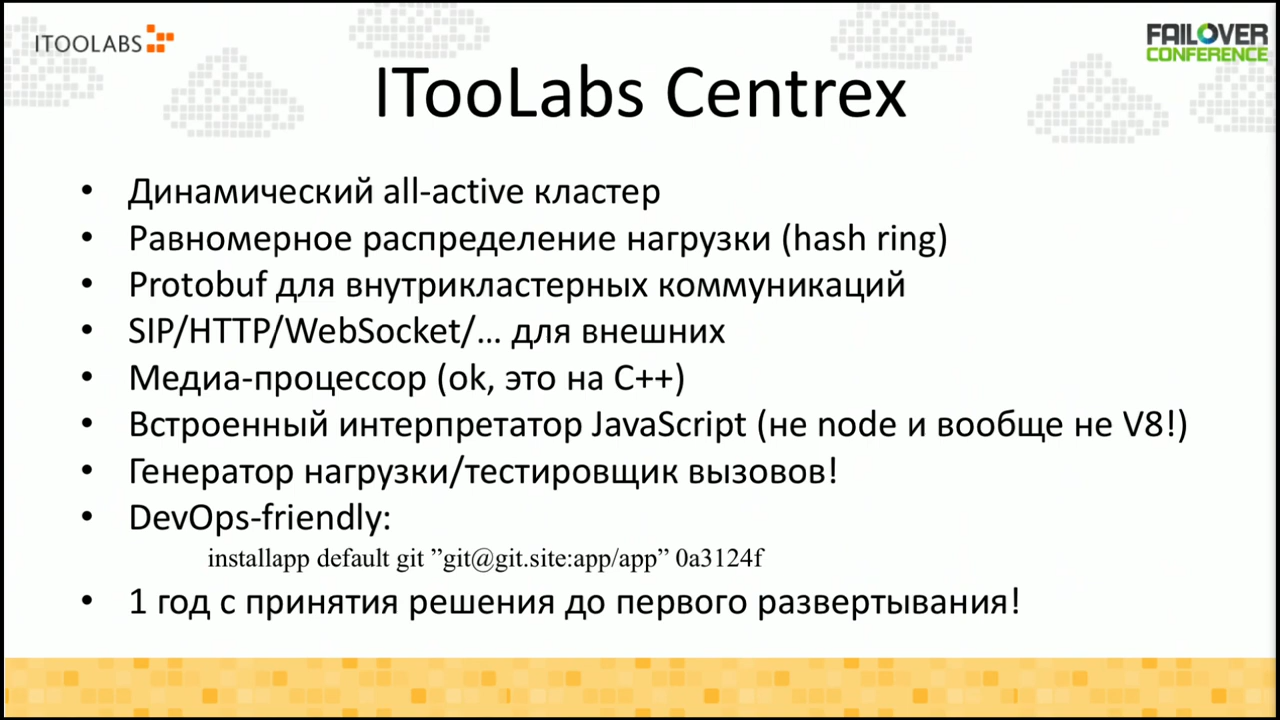 ITOOLABS
FAILOVER
CONFERENCE
ITooLabs Centrex
• Динамический all-active кластер
• Равномерное распределение нагрузки (hash ring)
• Protobuf для внутрикластерных коммуникаций
• SIP/HTTP/WebSocket/... для внешних
• Медиа-процессор (ok, это на C++)
• Встроенный интерпретатор JavaScript (не node и вообще не V8!)
• Генератор нагрузки/тестировщик вызовов!
• DevOps-friendly:
installapp default git ”git@git.site:app/app” 0a3124f
• 1 год с принятия решения до первого развертывания!